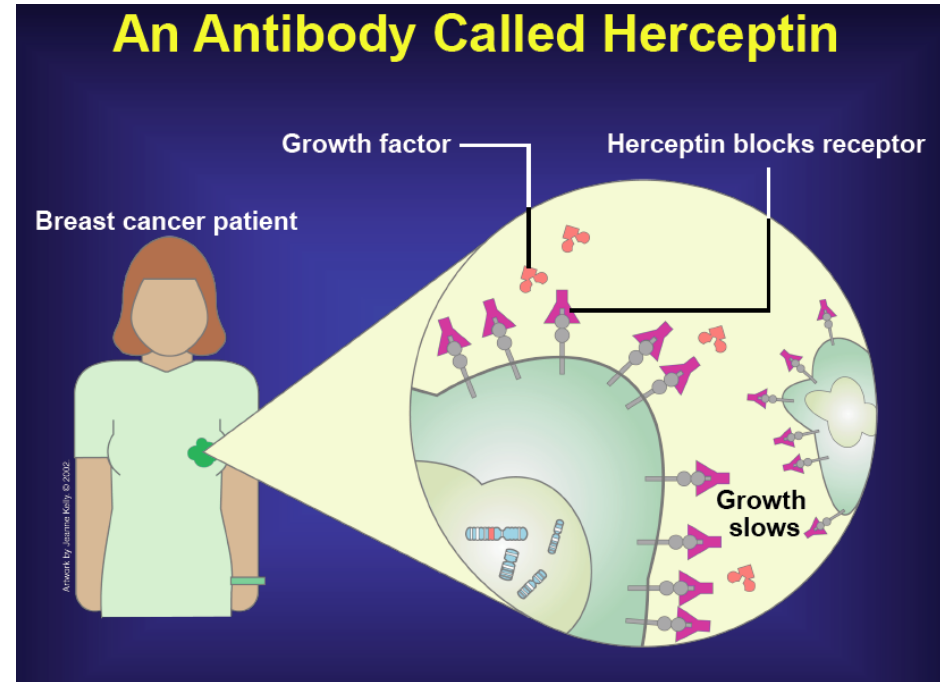 An Antibody Called Herceptin
Growth factor
Herceptin blocks receptor
Breast cancer patient
Growth
slows
Artwork by Jeanne Kelly. © 2002.